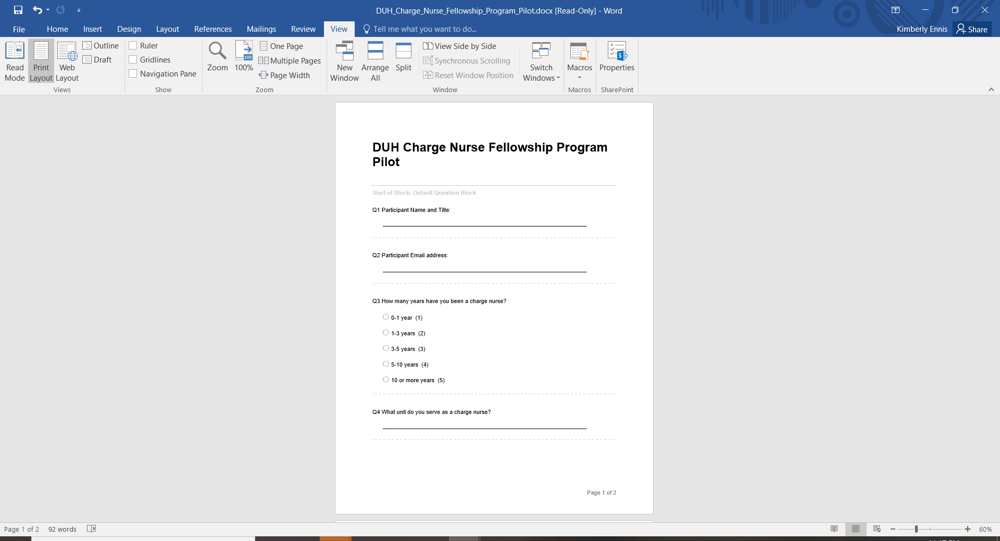 DUH_Charge_Nurse_Fellowship_Program_Pilot.docx [Read-Only] - Word
File Home Insert Design Layout References Mailings Review View Tell me what you want to do... Kimberly Ennis Share
Read Mode
Print Layout
Web Layout
Outline
Draft
Views
Ruler
Gridlines
Navigation Pane
Show
Zoom
100
100%
One Page
Multiple Pages
Page Width
Zoom
New Window
Arrange All
Split
View Side by Side
Synchronous Scrolling
Reset Window Position
Switch Windows
Window
Macros
Macros
Properties
SharePoint
DUH Charge Nurse Fellowship Program
Pilot
Start of Block: Default Question Block
Q1 Participant Name and Title:
Q2 Participant Email address:
Q3 How many years have you been a charge nurse?
0-1 year (1)
1-3 years (2)
3-5 years (3)
5-10 years (4)
10 or more years (5)
Q4 What unit do you serve as a charge nurse?
Page 1 of 2
Page 1 of 2 92 words 60%